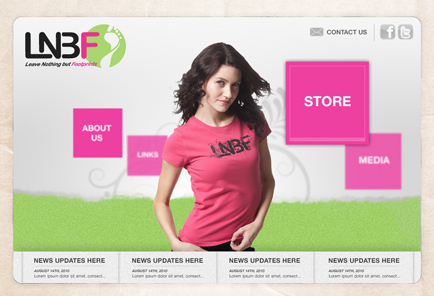 LNBF
Leave Nothing but Footprints
CONTACT US
STORE
ABOUT
US
LINKS
MEDIA
LNBF
NEWS UPDATES HERE
AUGUST 14TH, 2010
Lorem ipsum dolor sit amet, consect...
NEWS UPDATES HERE
AUGUST 14TH, 2010
Lorem ipsum dolor sit amet, consect...
NEWS UPDATES HERE
AUGUST 14TH, 2010
Lorem ipsum dolor sit amet, consect...
NEWS UPDATES HERE
AUGUST 14TH, 2010
Lorem ipsum dolor sit amet, consect...